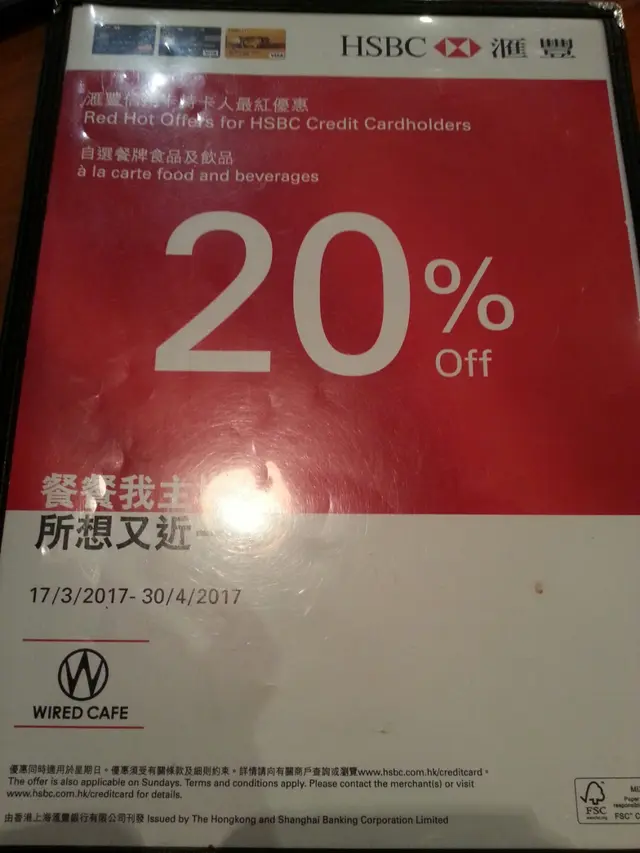 HSBC 滙豐
滙豐信用卡持卡人最紅優惠
Red Hot Offers for HSBC Credit Cardholders
自選餐牌食品及飲品
à la carte food and beverages
20%
Off
餐餐我主
所想又近一
17/3/2017- 30/4/2017
W
WIRED CAFE
優惠同時適用於星期日。優惠須受有關條款及細則約束。詳情請向有關商戶查詢或瀏覽www.hsbc.com.hk/creditcard。
The offer is also applicable on Sundays. Terms and conditions apply. Please contact the merchant(s) or visit
www.hsbc.com.hk/creditcard for details.
由香港上海滙豐銀行有限公司刊發 Issued by The Hongkong and Shanghai Banking Corporation Limited
FSC